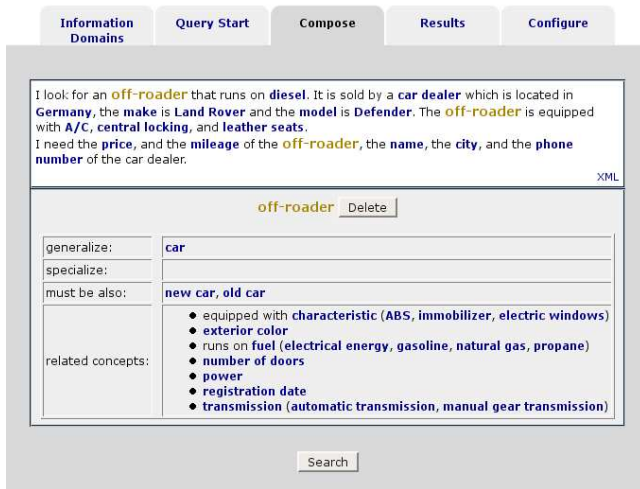 Information Domains
Query Start
Compose
Results
Configure
I look for an off-roader that runs on diesel. It is sold by a car dealer which is located in
Germany, the make is Land Rover and the model is Defender. The off-roader is equipped
with A/C, central locking, and leather seats.
I need the price, and the mileage of the off-roader, the name, the city, and the phone
number of the car dealer.
XML
off-roader Delete
generalize: car
specialize:
must be also: new car, old car
related concepts:
• equipped with characteristic (ABS, immobilizer, electric windows)
• exterior color
• runs on fuel (electrical energy, gasoline, natural gas, propane)
• number of doors
• power
• registration date
• transmission (automatic transmission, manual gear transmission)
Search